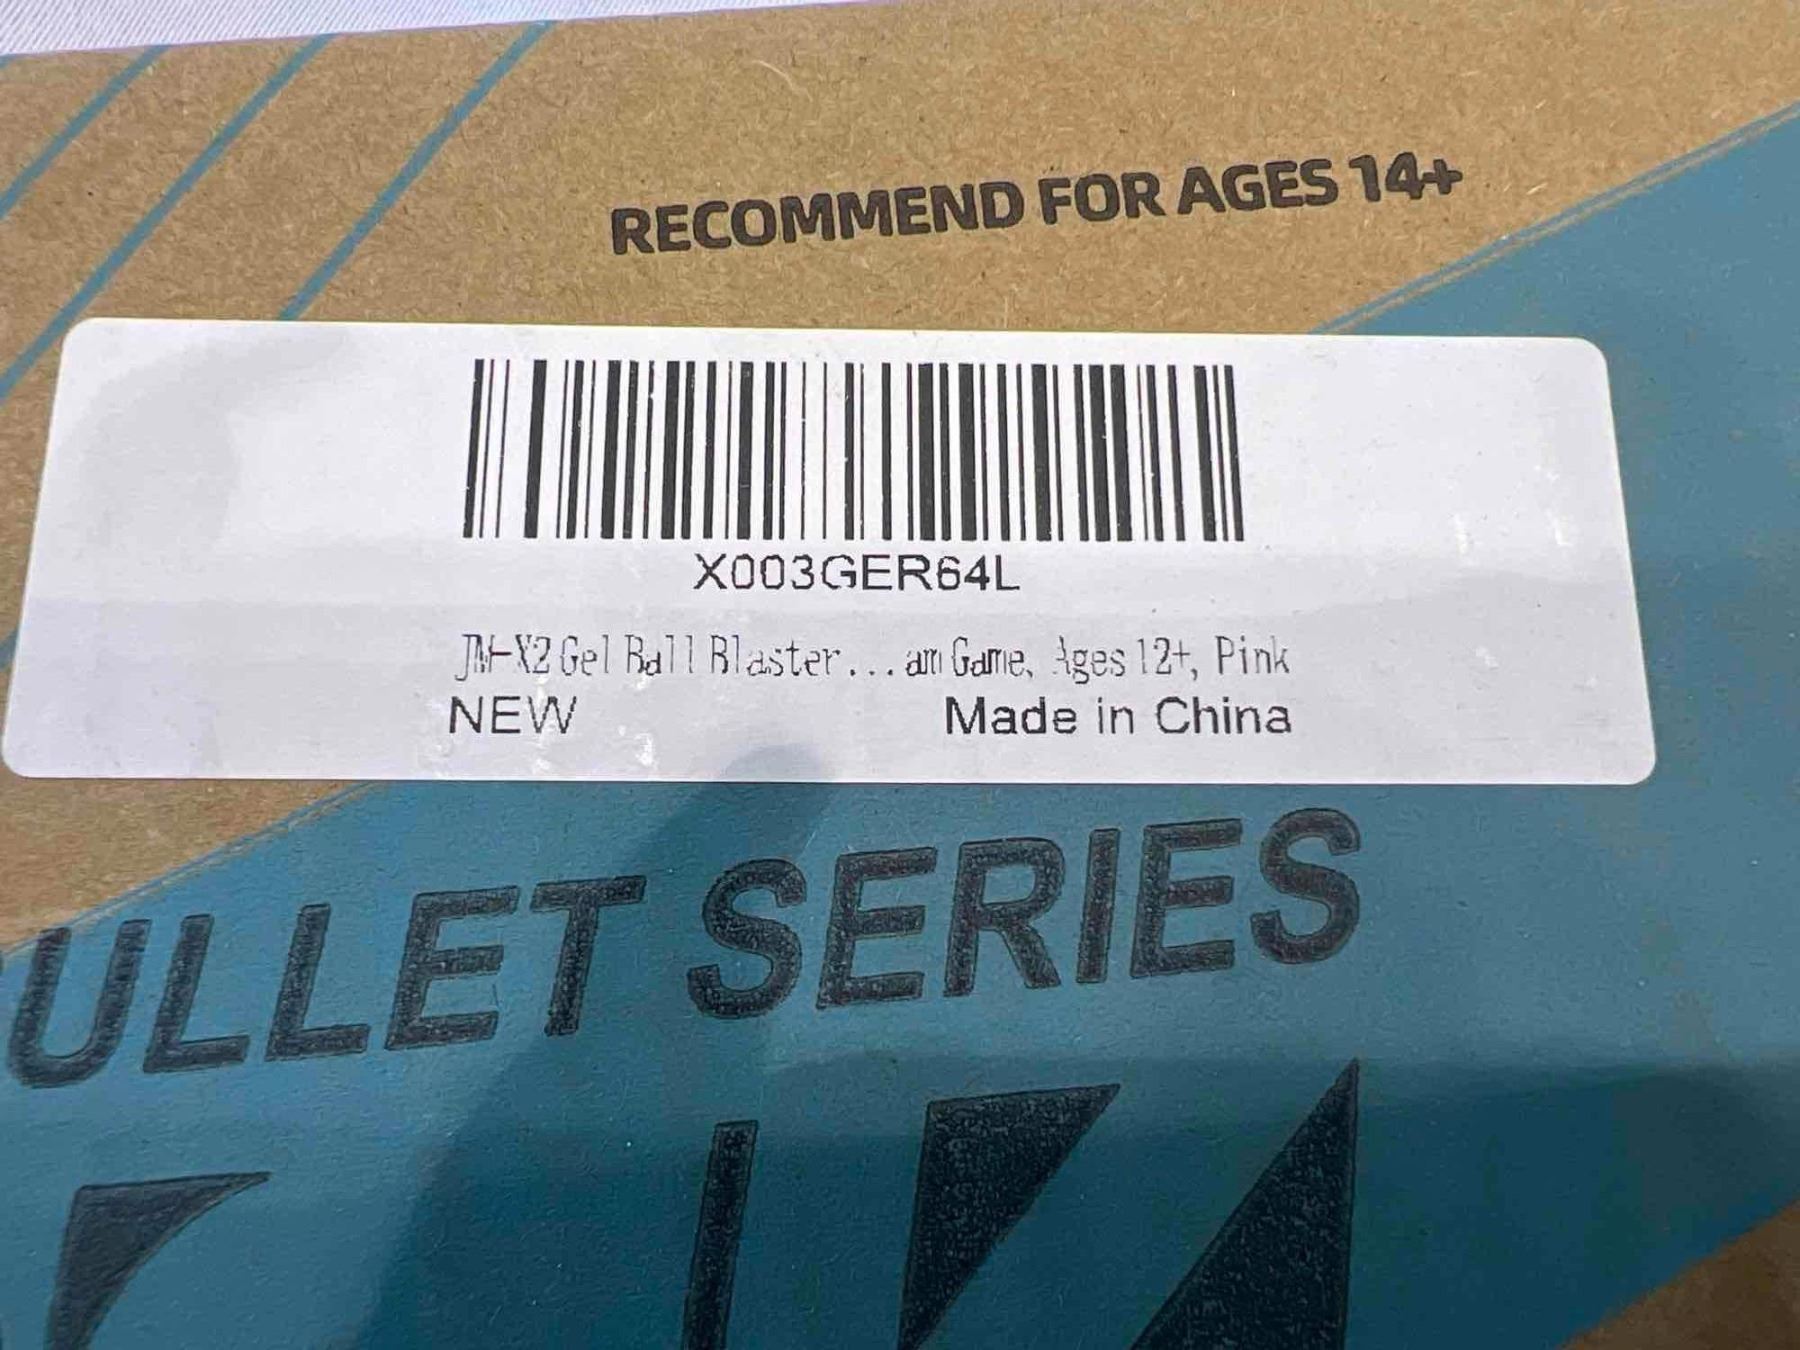 RECOMMEND FOR AGES 14+
X003GER64L
JM-X2 Gel Ball Blaster... am Game, Ages 12+, Pink
NEW Made in China
ULLET SERIES